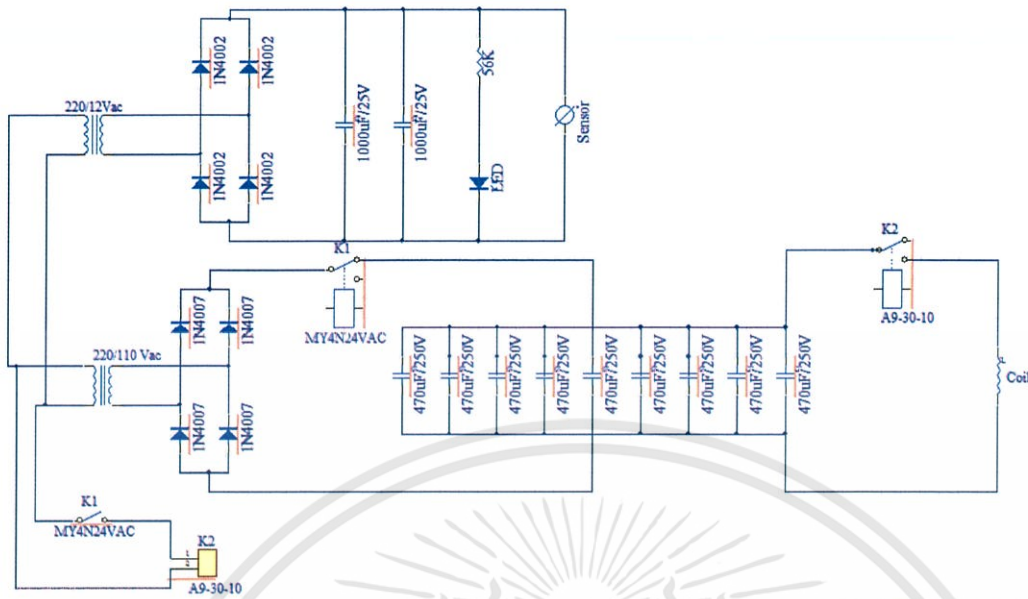 1N4002
1N4002
220/12Vac
1N4002
1N4002
1000uF/25V
1000uF/25V
56K
LED
Sensor
K1
MY4N24VAC
K2
A9-30-10
1N4007
1N4007
220/110 Vac
1N4007
1N4007
470uF/250V
470uF/250V
470uF/250V
470uF/250V
470uF/250V
470uF/250V
470uF/250V
470uF/250V
470uF/250V
Coil
K1
MY4N24VAC
K2
1
2
A9-30-10